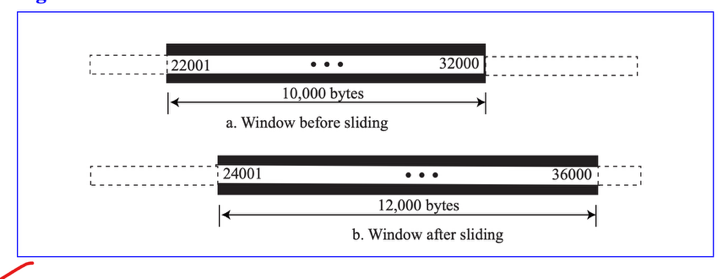 22001 • • • 32000
10,000 bytes
a. Window before sliding
24001 • • • 36000
12,000 bytes
b. Window after sliding